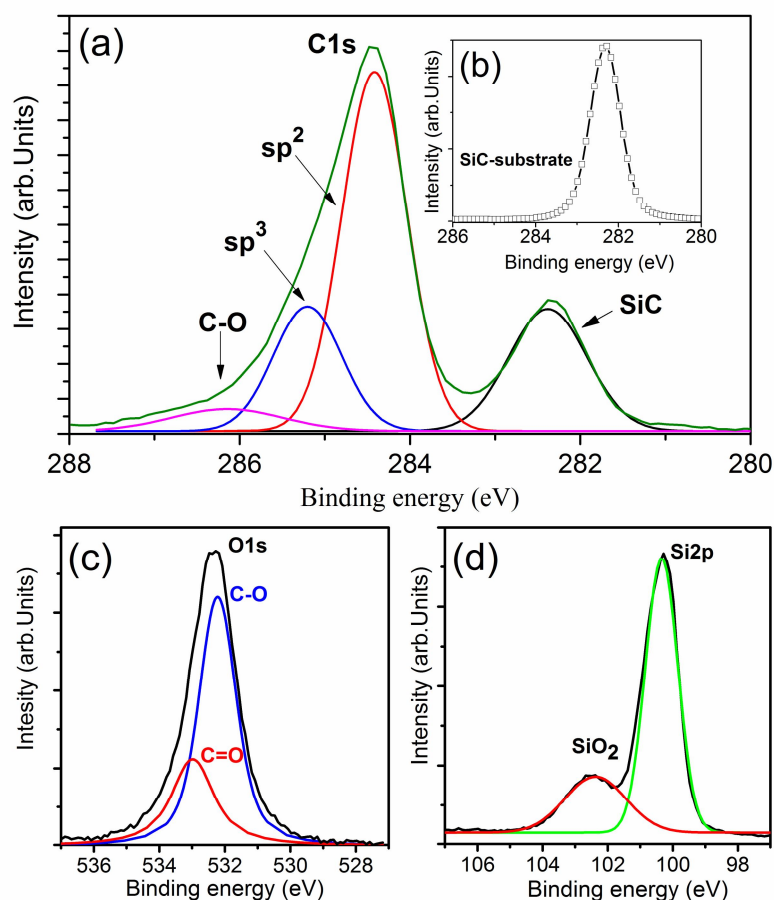 (a)
C1s
sp²
sp³
C-O
SiC
Intensity (arb.Units)
288 286 284 282 280
Binding energy (eV)
(b)
SiC-substrate
Intensity (arb.Units)
286 284 282 280
Binding energy (eV)
(c)
O1s
C-O
C=O
Intesity (arb.Units)
536 534 532 530 528
Binding energy (eV)
(d)
Si2p
SiO₂
Intensity (arb.Units)
106 104 102 100 98
Binding energy (eV)